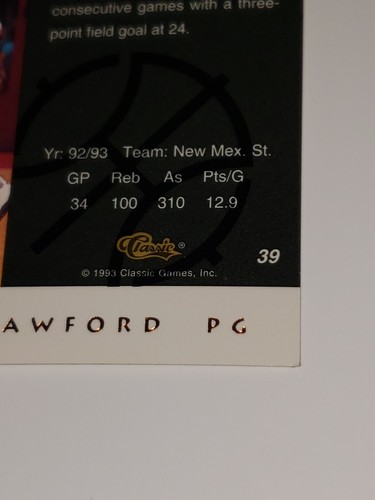 consecutive games with a three-
point field goal at 24.
Yr: 92/93 Team: New Mex. St.
GP Reb As Pts/G
34 100 310 12.9
Classic ®
© 1993 Classic Games, Inc.
39
AWFORD PG